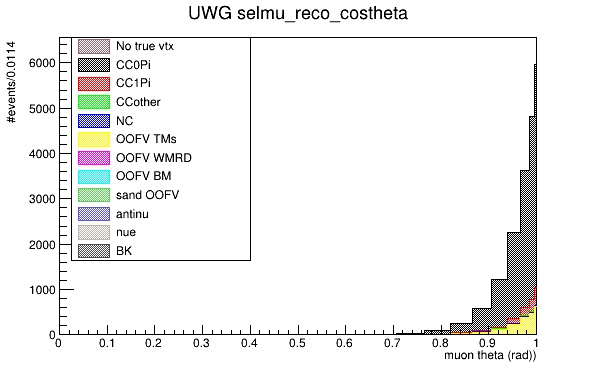 UWG selmu_reco_costheta
#events/0.0114
6000
5000
4000
3000
2000
1000
0
No true vtx
CC0Pi
CC1Pi
CCother
NC
OOFV TMs
OOFV WMRD
OOFV BM
sand OOFV
antinu
nue
BK
0 0.1 0.2 0.3 0.4 0.5 0.6 0.7 0.8 0.9 1
muon theta (rad))